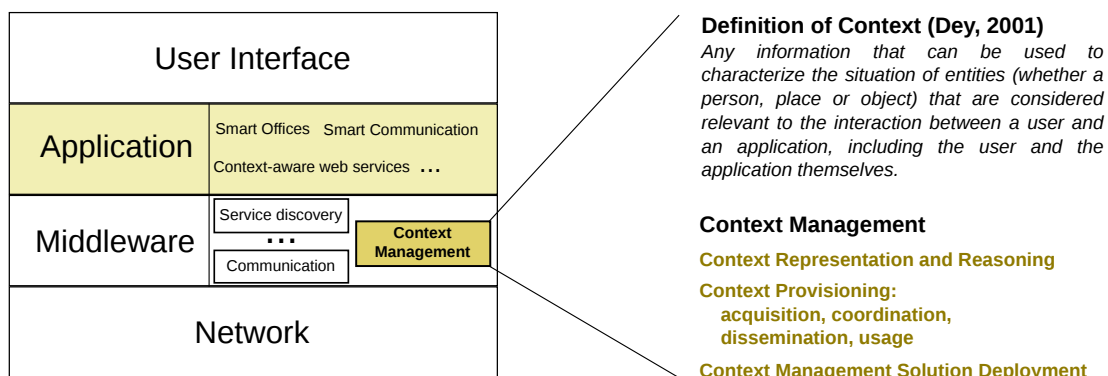 User Interface
Application
Smart Offices Smart Communication
Context-aware web services ...
Middleware
Service discovery
...
Communication
Context
Management
Network
Definition of Context (Dey, 2001)
Any information that can be used to
characterize the situation of entities (whether a
person, place or object) that are considered
relevant to the interaction between a user and
an application, including the user and the
application themselves.
Context Management
Context Representation and Reasoning
Context Provisioning:
acquisition, coordination,
dissemination, usage
Context Management Solution Deployment